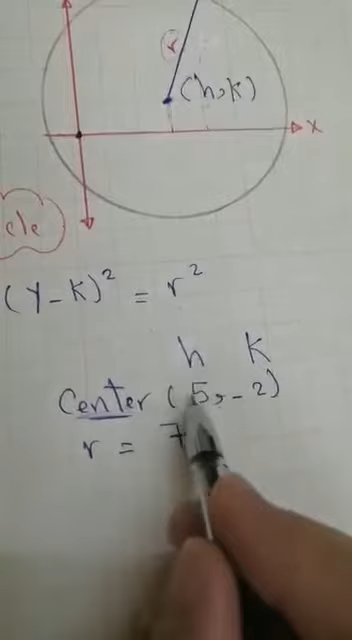 r
(h,k)
x
cle
(Y-K)² = r²
h K
Center (5,-2)
r = 7